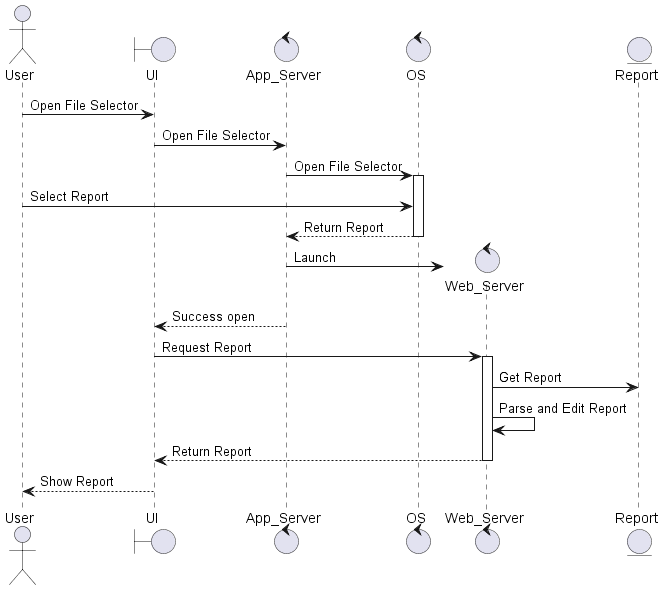 User UI App_Server OS Report
Open File Selector
Open File Selector
Open File Selector
Select Report
Return Report
Launch
Web_Server
Success open
Request Report
Get Report
Parse and Edit Report
Return Report
Show Report
User UI App_Server OS Web_Server Report